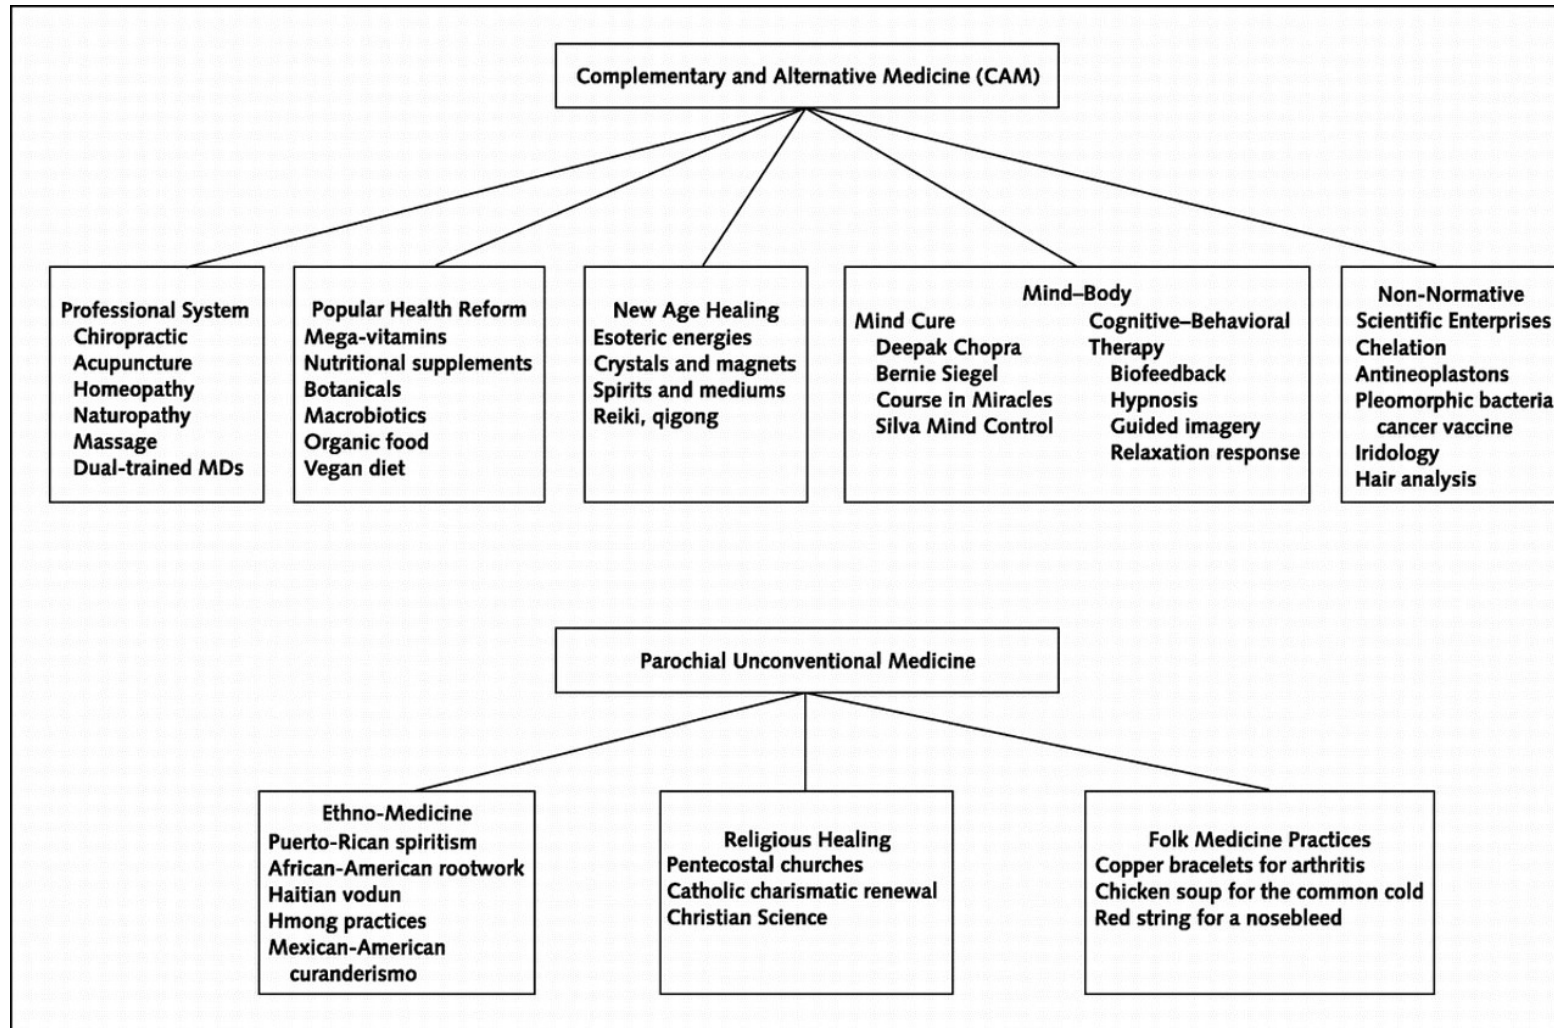 Complementary and Alternative Medicine (CAM)
Professional System
Chiropractic
Acupuncture
Homeopathy
Naturopathy
Massage
Dual-trained MDs
Popular Health Reform
Mega-vitamins
Nutritional supplements
Botanicals
Macrobiotics
Organic food
Vegan diet
New Age Healing
Esoteric energies
Crystals and magnets
Spirits and mediums
Reiki, qigong
Mind–Body
Mind Cure
Deepak Chopra
Bernie Siegel
Course in Miracles
Silva Mind Control
Cognitive–Behavioral
Therapy
Biofeedback
Hypnosis
Guided imagery
Relaxation response
Non-Normative
Scientific Enterprises
Chelation
Antineoplastons
Pleomorphic bacteria
cancer vaccine
Iridology
Hair analysis
Parochial Unconventional Medicine
Ethno-Medicine
Puerto-Rican spiritism
African-American rootwork
Haitian vodun
Hmong practices
Mexican-American
curanderismo
Religious Healing
Pentecostal churches
Catholic charismatic renewal
Christian Science
Folk Medicine Practices
Copper bracelets for arthritis
Chicken soup for the common cold
Red string for a nosebleed